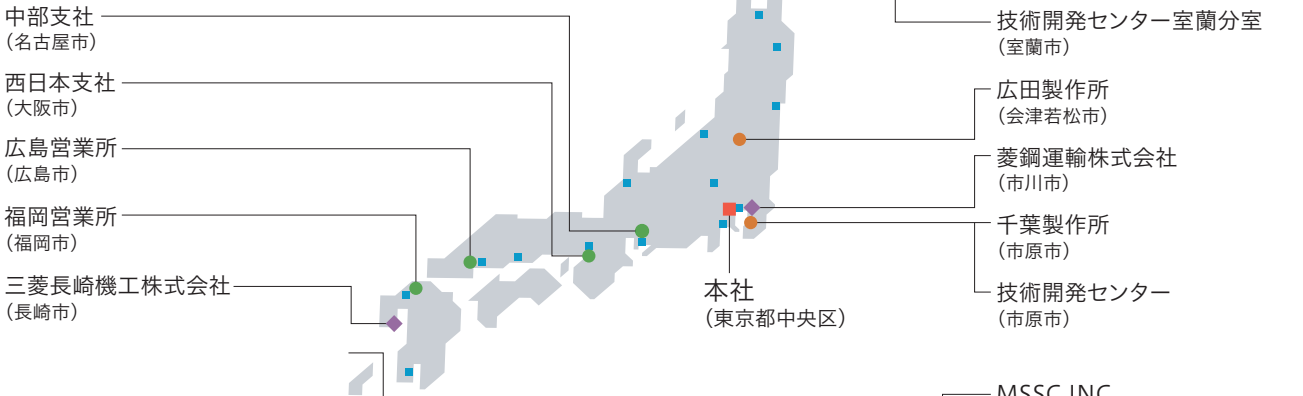 中部支社
（名古屋市）
西日本支社
（大阪市）
広島営業所
（広島市）
福岡営業所
（福岡市）
三菱長崎機工株式会社
（長崎市）
本社
（東京都中央区）
技術開発センター室蘭分室
（室蘭市）
広田製作所
（会津若松市）
菱鋼運輸株式会社
（市川市）
千葉製作所
（市原市）
技術開発センター
（市原市）
MSSC INC